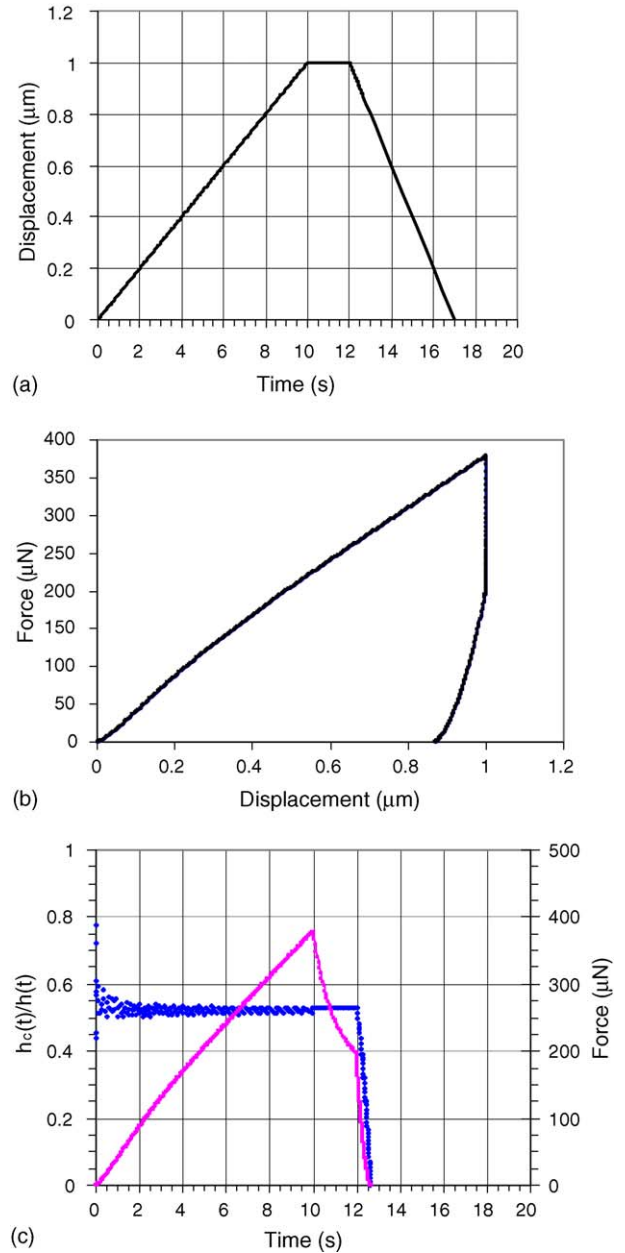 1.2
1
0.8
0.6
0.4
0.2
0
Displacement (μm)
0 2 4 6 8 10 12 14 16 18 20
Time (s)
(a)
400
350
300
250
200
150
100
50
0
Force (μN)
0 0.2 0.4 0.6 0.8 1 1.2
Displacement (μm)
(b)
1
0.8
0.6
0.4
0.2
0
hc(t)/h(t)
500
400
300
200
100
0
Force (μN)
0 2 4 6 8 10 12 14 16 18 20
Time (s)
(c)